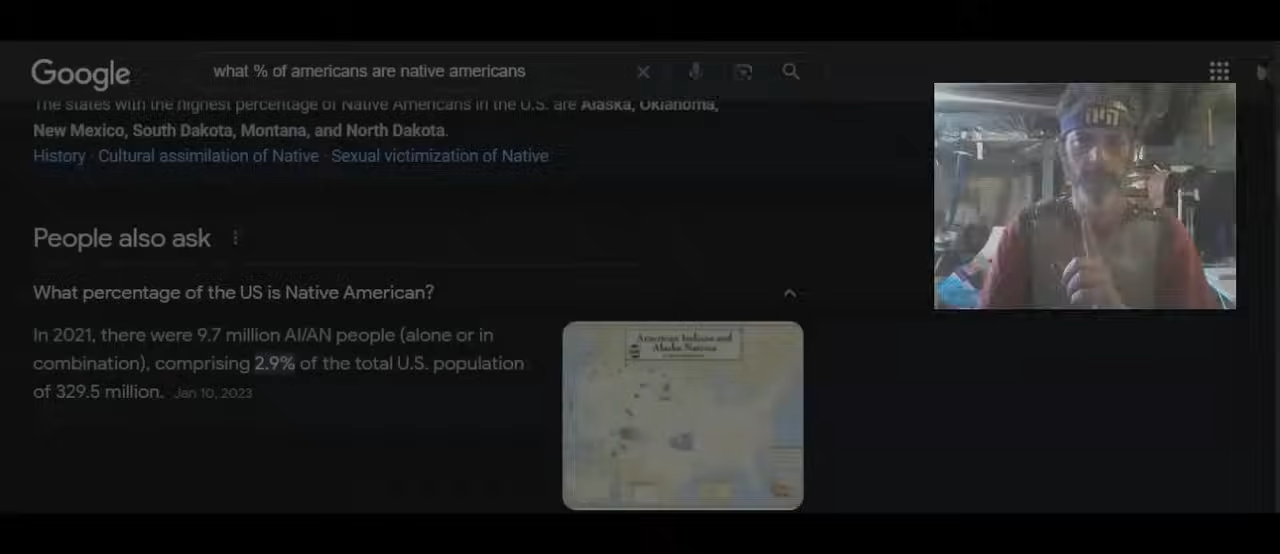 Google
what % of americans are native americans
The states with the highest percentage of Native Americans in the U.S. are Alaska, Oklahoma,
New Mexico, South Dakota, Montana, and North Dakota.
History · Cultural assimilation of Native · Sexual victimization of Native
People also ask
What percentage of the US is Native American?
In 2021, there were 9.7 million AI/AN people (alone or in
combination), comprising 2.9% of the total U.S. population
of 329.5 million. Jan 10, 2023
American Indians and
Alaska Natives